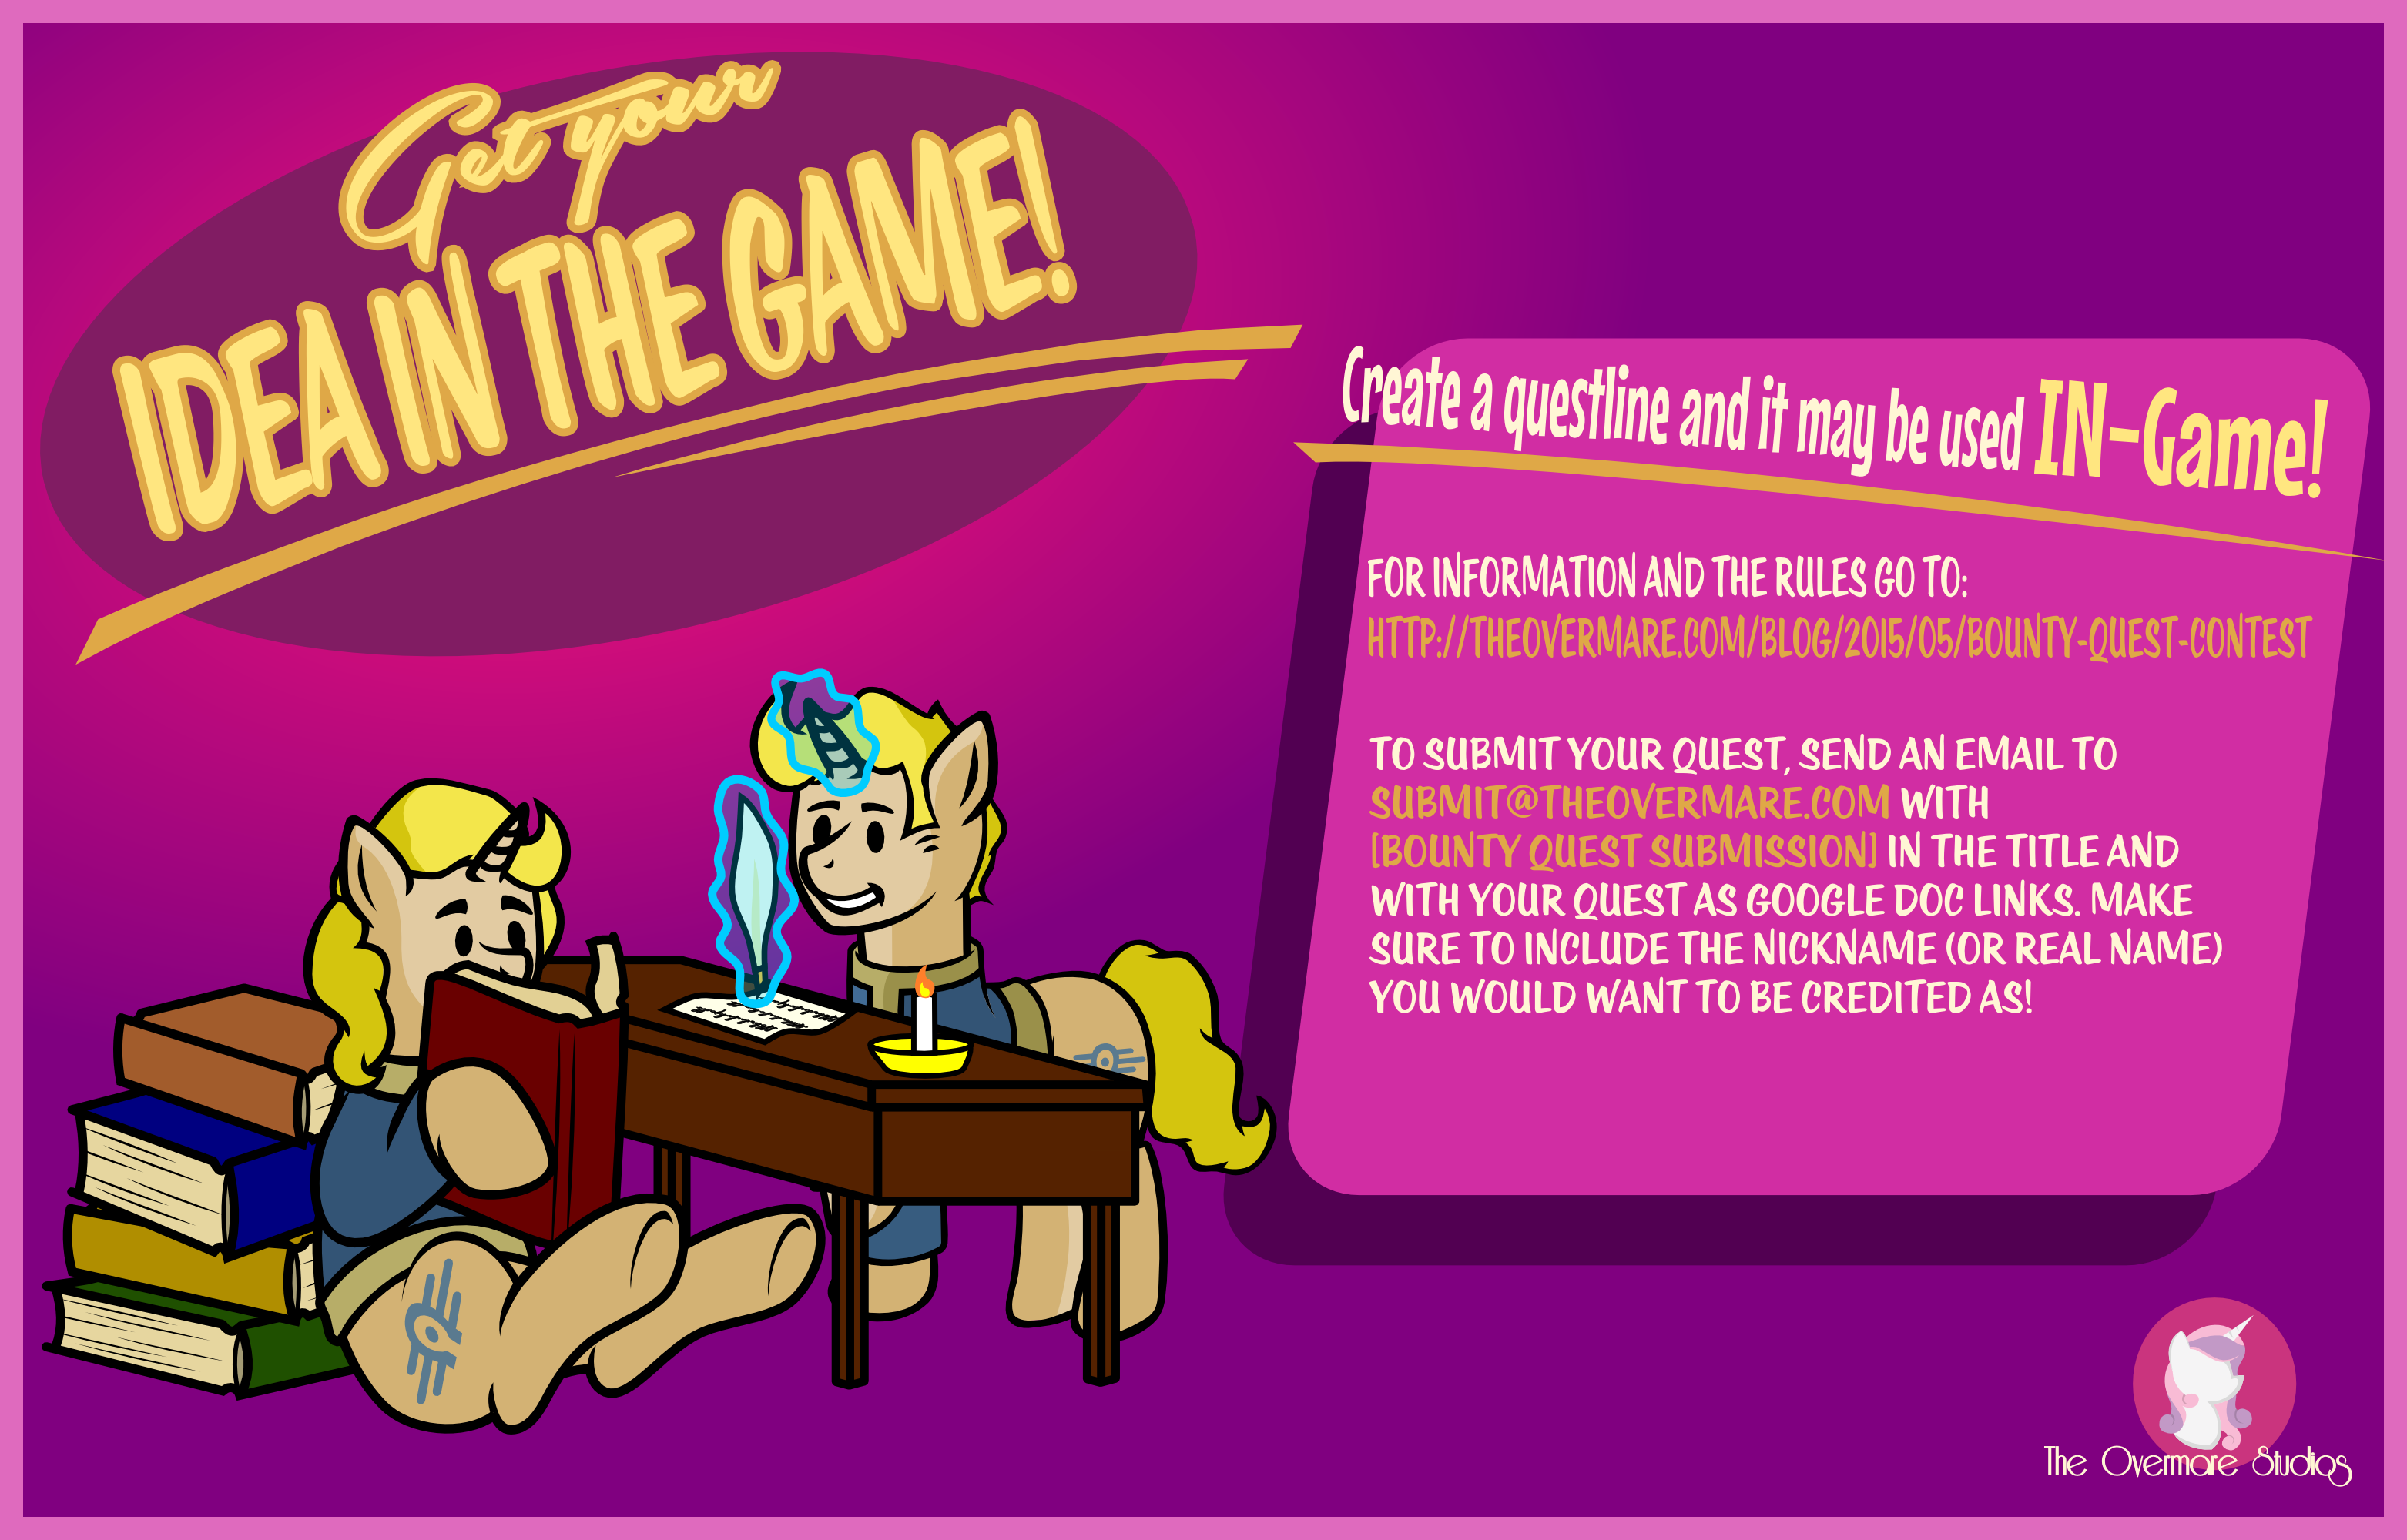 Get your
IDEA IN THE GAME!
Create a questline and it may be used IN-Game!
FOR INFORMATION AND THE RULES GO TO:
HTTP://THEOVERMARE.COM/BLOG/2015/05/BOUNTY-QUEST-CONTEST
TO SUBMIT YOUR QUEST, SEND AN EMAIL TO
SUBMIT@THEOVERMARE.COM WITH
[BOUNTY QUEST SUBMISSION] IN THE TITLE AND
WITH YOUR QUEST AS GOOGLE DOC LINKS. MAKE
SURE TO INCLUDE THE NICKNAME (OR REAL NAME)
YOU WOULD WANT TO BE CREDITED AS!
The Overmare Studios